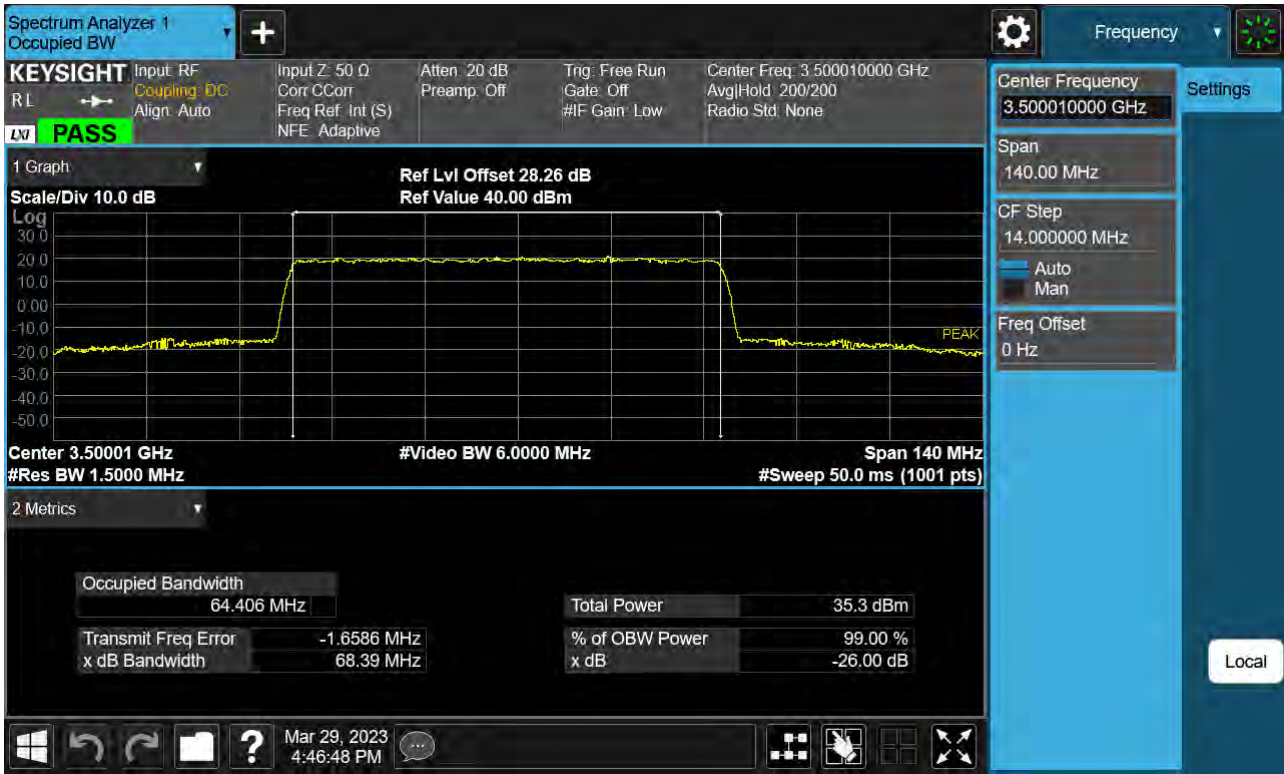 Spectrum Analyzer 1
Occupied BW
+
Frequency
KEYSIGHT
RL
LXI PASS
Input: RF
Coupling: DC
Align: Auto
Input Z: 50 Ω
Corr CCorr
Freq Ref: Int (S)
NFE: Adaptive
Atten: 20 dB
Preamp: Off
Trig: Free Run
Gate: Off
#IF Gain: Low
Center Freq: 3.500010000 GHz
Avg|Hold: 200/200
Radio Std: None
Center Frequency
3.500010000 GHz
Settings
Span
140.00 MHz
CF Step
14.000000 MHz
Auto
Man
Freq Offset
0 Hz
Local
1 Graph
Scale/Div 10.0 dB
Ref Lvl Offset 28.26 dB
Ref Value 40.00 dBm
Log
30.0
20.0
10.0
0.00
-10.0
-20.0
-30.0
-40.0
-50.0
PEAK
Center 3.50001 GHz
#Video BW 6.0000 MHz
Span 140 MHz
#Res BW 1.5000 MHz
#Sweep 50.0 ms (1001 pts)
2 Metrics
Occupied Bandwidth
64.406 MHz
Total Power 35.3 dBm
Transmit Freq Error -1.6586 MHz
% of OBW Power 99.00 %
x dB Bandwidth 68.39 MHz
x dB -26.00 dB
?
Mar 29, 2023
4:46:48 PM